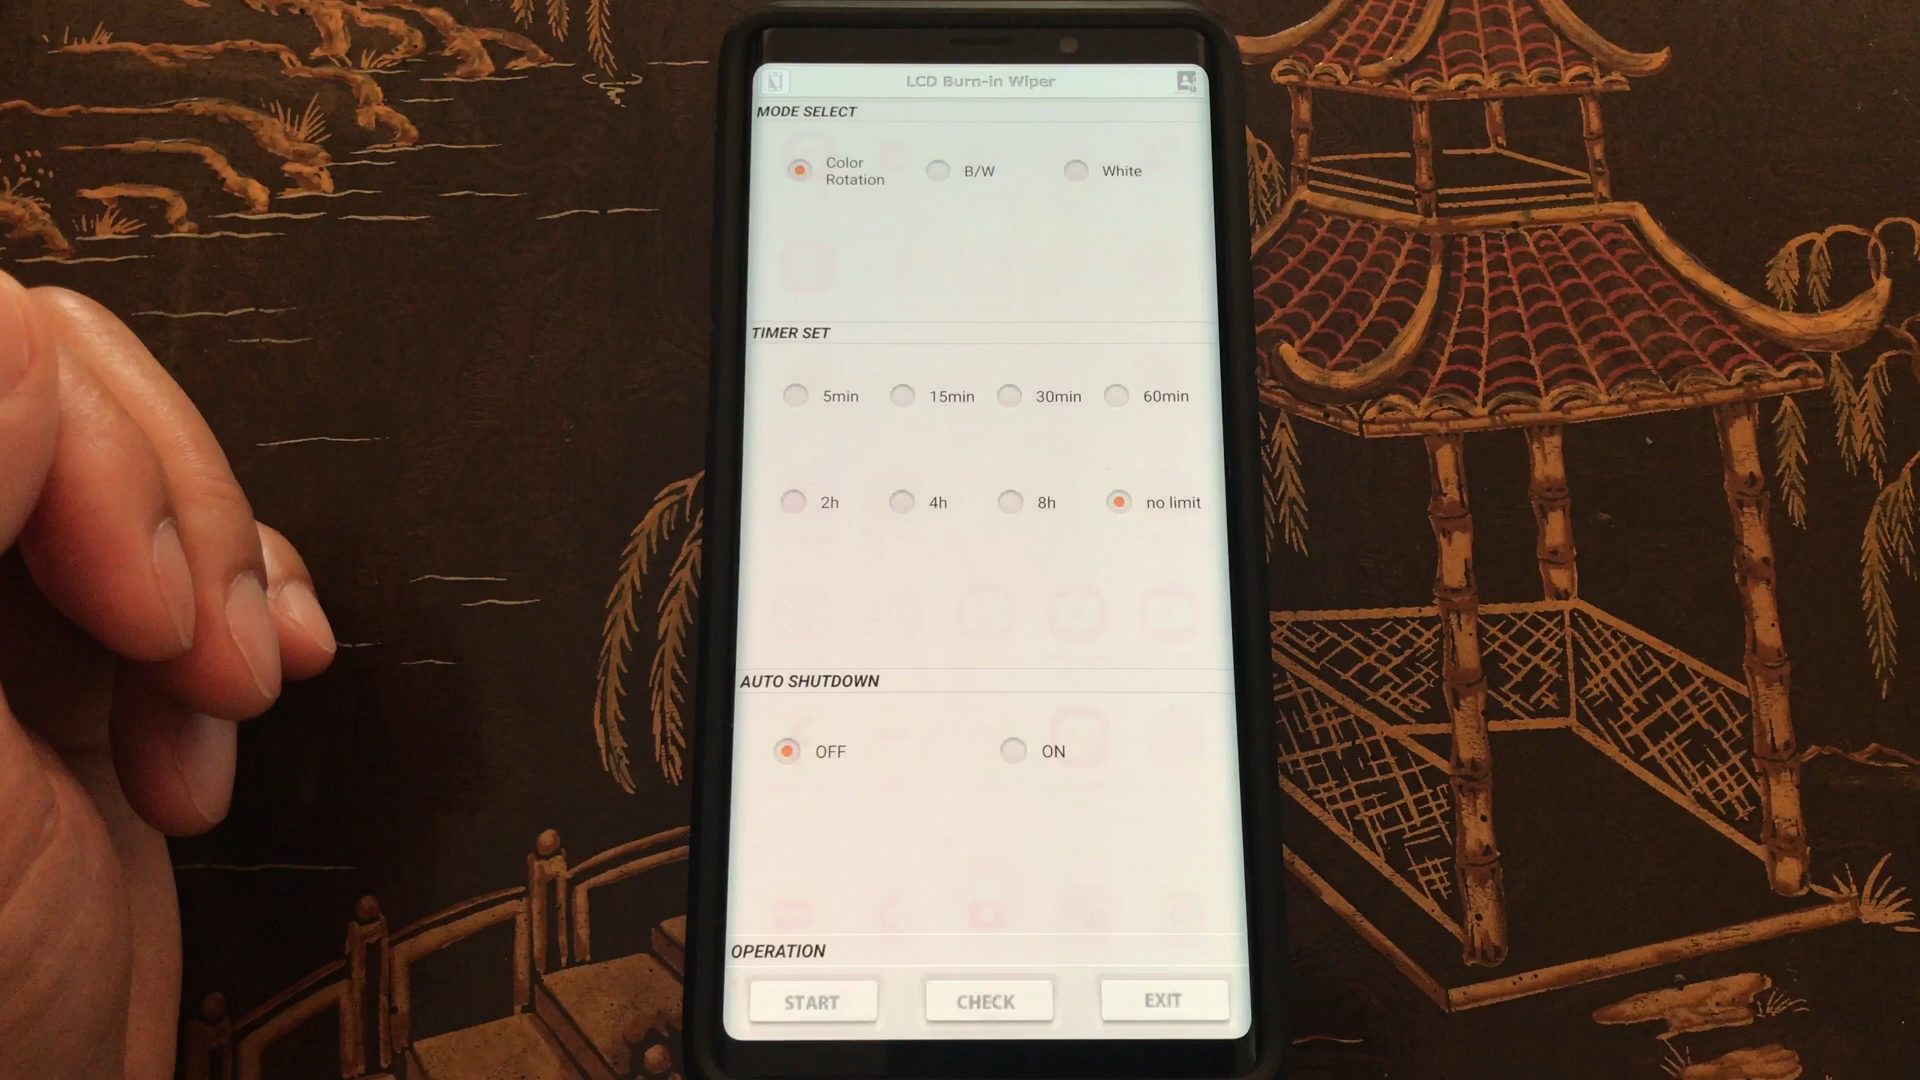 LCD Burn-in Wiper
MODE SELECT
Color
Rotation
B/W
White
TIMER SET
5min
15min
30min
60min
2h
4h
8h
no limit
AUTO SHUTDOWN
OFF
ON
OPERATION
START
CHECK
EXIT